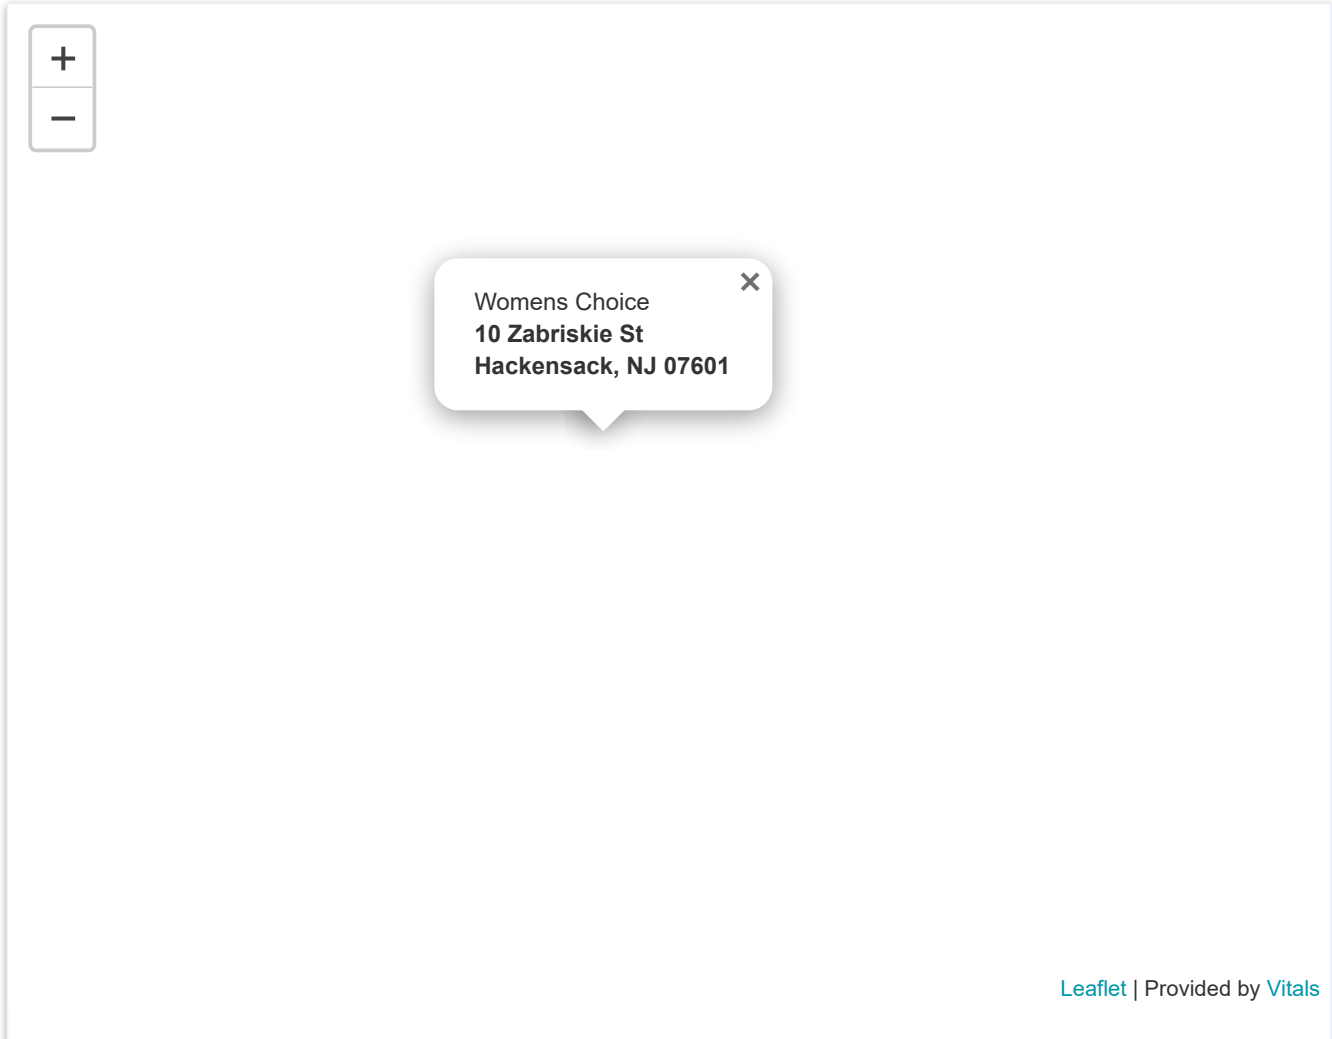 +
−
Womens Choice
10 Zabriskie St
Hackensack, NJ 07601
×
Leaflet | Provided by Vitals